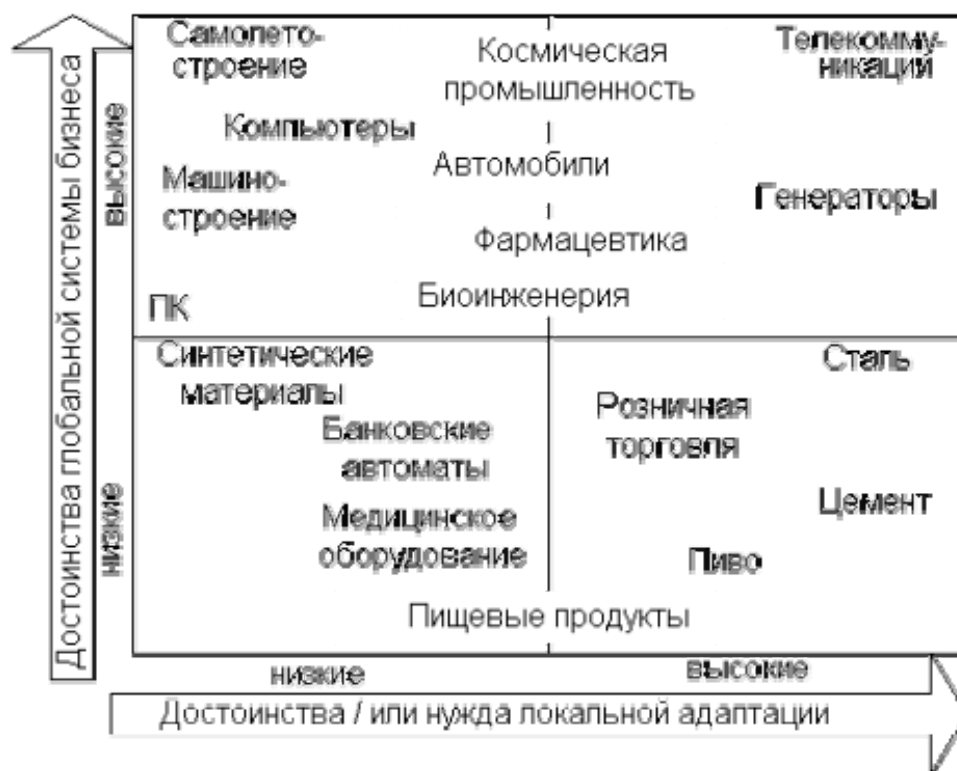 Достоинства глобальной системы бизнеса
высокие
низкие
Самолето-
строение
Космическая
промышленность
Телекомму-
никации
Компьютеры
Автомобили
Машино-
строение
Генераторы
Фармацевтика
Биоинженерия
ПК
Синтетические
материалы
Сталь
Розничная
торговля
Банковские
автоматы
Цемент
Медицинское
оборудование
Пиво
Пищевые продукты
низкие
высокие
Достоинства / или нужда локальной адаптации